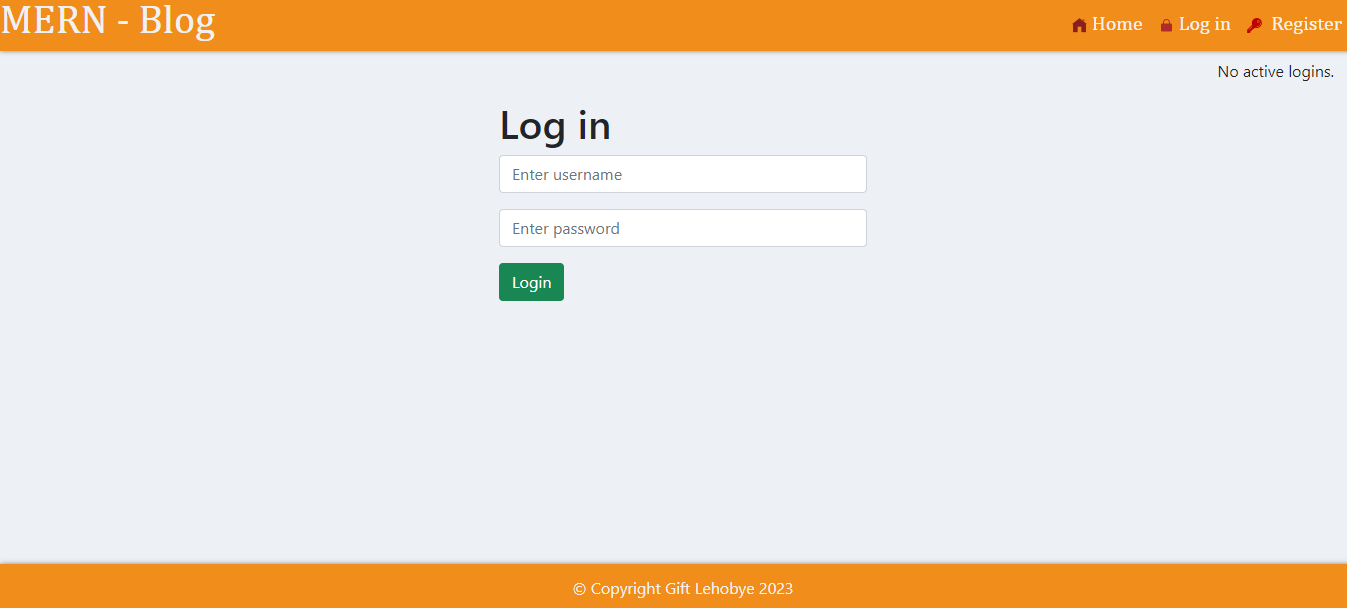 MERN - Blog
Home Log in Register
No active logins.
Log in
Enter username
Enter password
Login
© Copyright Gift Lehobye 2023